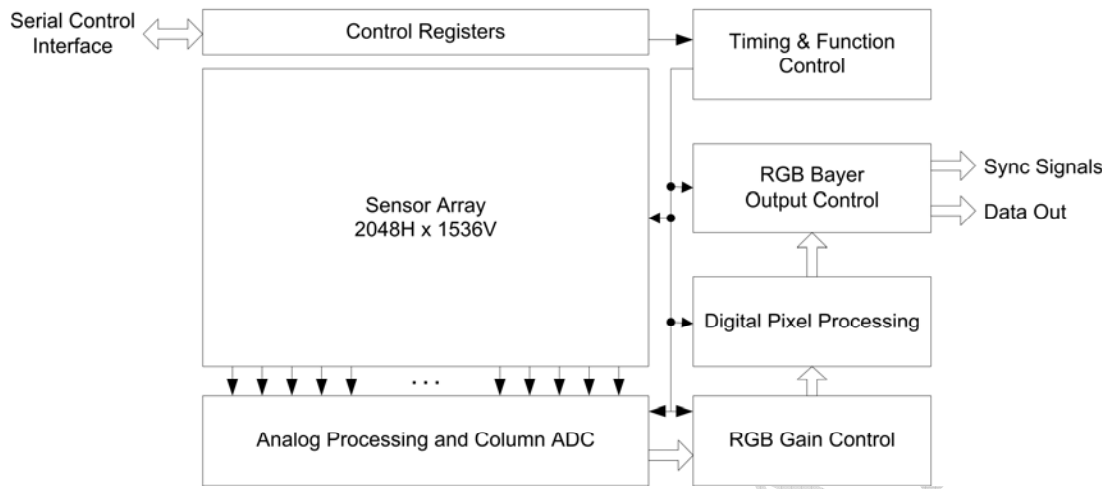 Serial Control
Interface
Control Registers
Timing & Function
Control
Sensor Array
2048H x 1536V
RGB Bayer
Output Control
Sync Signals
Data Out
Digital Pixel Processing
Analog Processing and Column ADC
RGB Gain Control